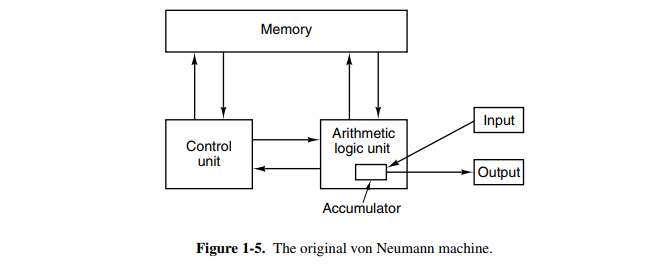 Memory
Control
unit
Arithmetic
logic unit
Input
Output
Accumulator
Figure 1-5. The original von Neumann machine.